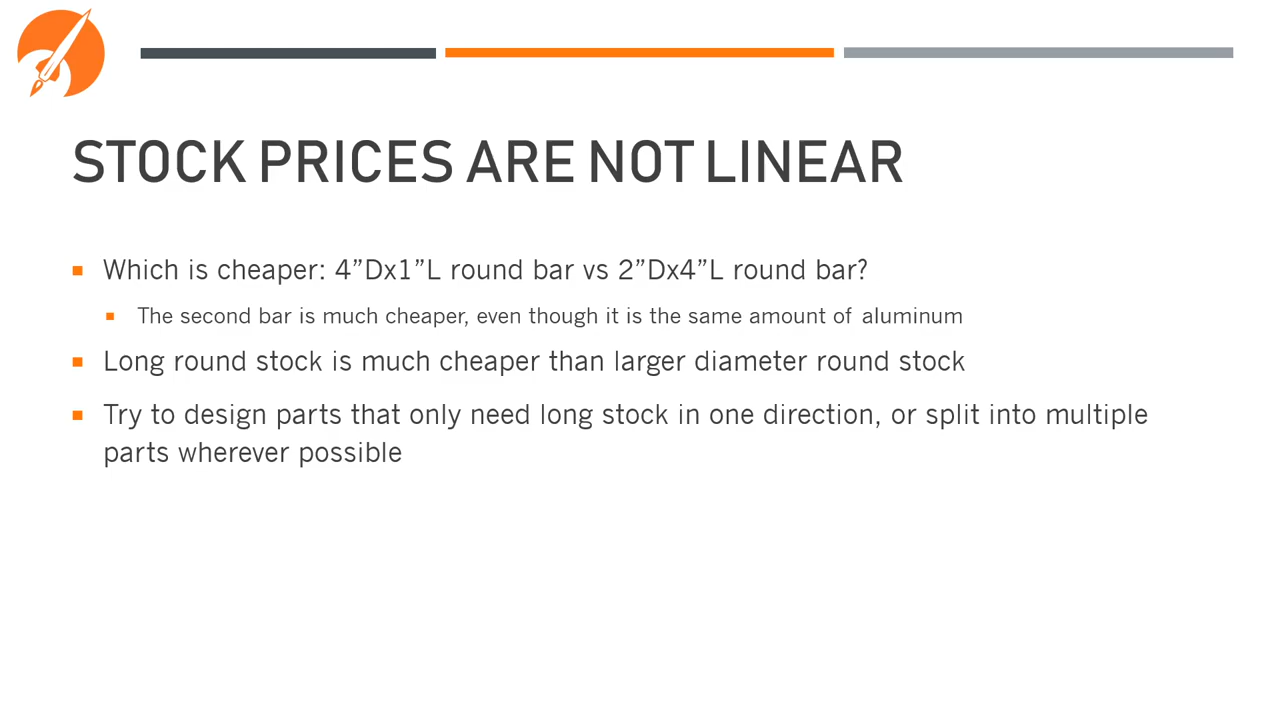 STOCK PRICES ARE NOT LINEAR
Which is cheaper: 4”Dx1”L round bar vs 2”Dx4”L round bar?
The second bar is much cheaper, even though it is the same amount of aluminum
Long round stock is much cheaper than larger diameter round stock
Try to design parts that only need long stock in one direction, or split into multiple
parts wherever possible